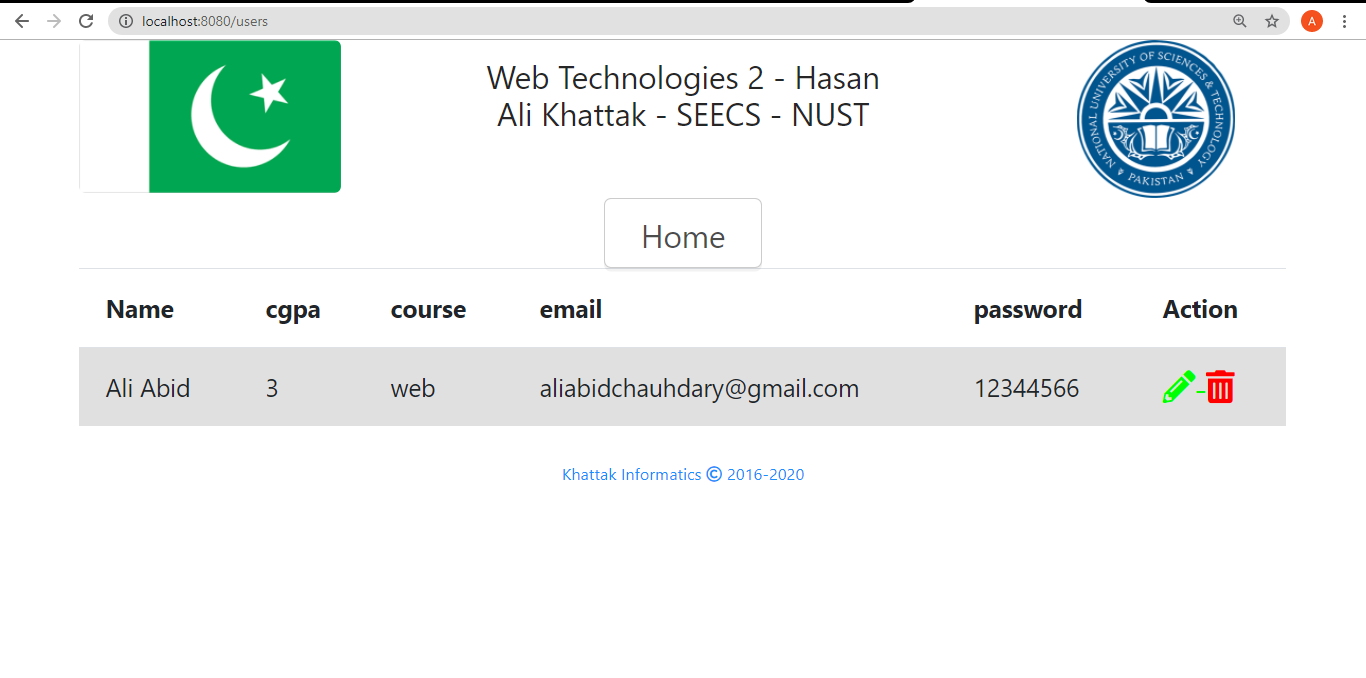 localhost:8080/users
A
Web Technologies 2 - Hasan
Ali Khattak - SEECS - NUST
NATIONAL UNIVERSITY OF SCIENCES & TECHNOLOGY
PAKISTAN
Home
Name cgpa course email password Action
Ali Abid 3 web aliabidchauhdary@gmail.com 12344566 -
Khattak Informatics © 2016-2020